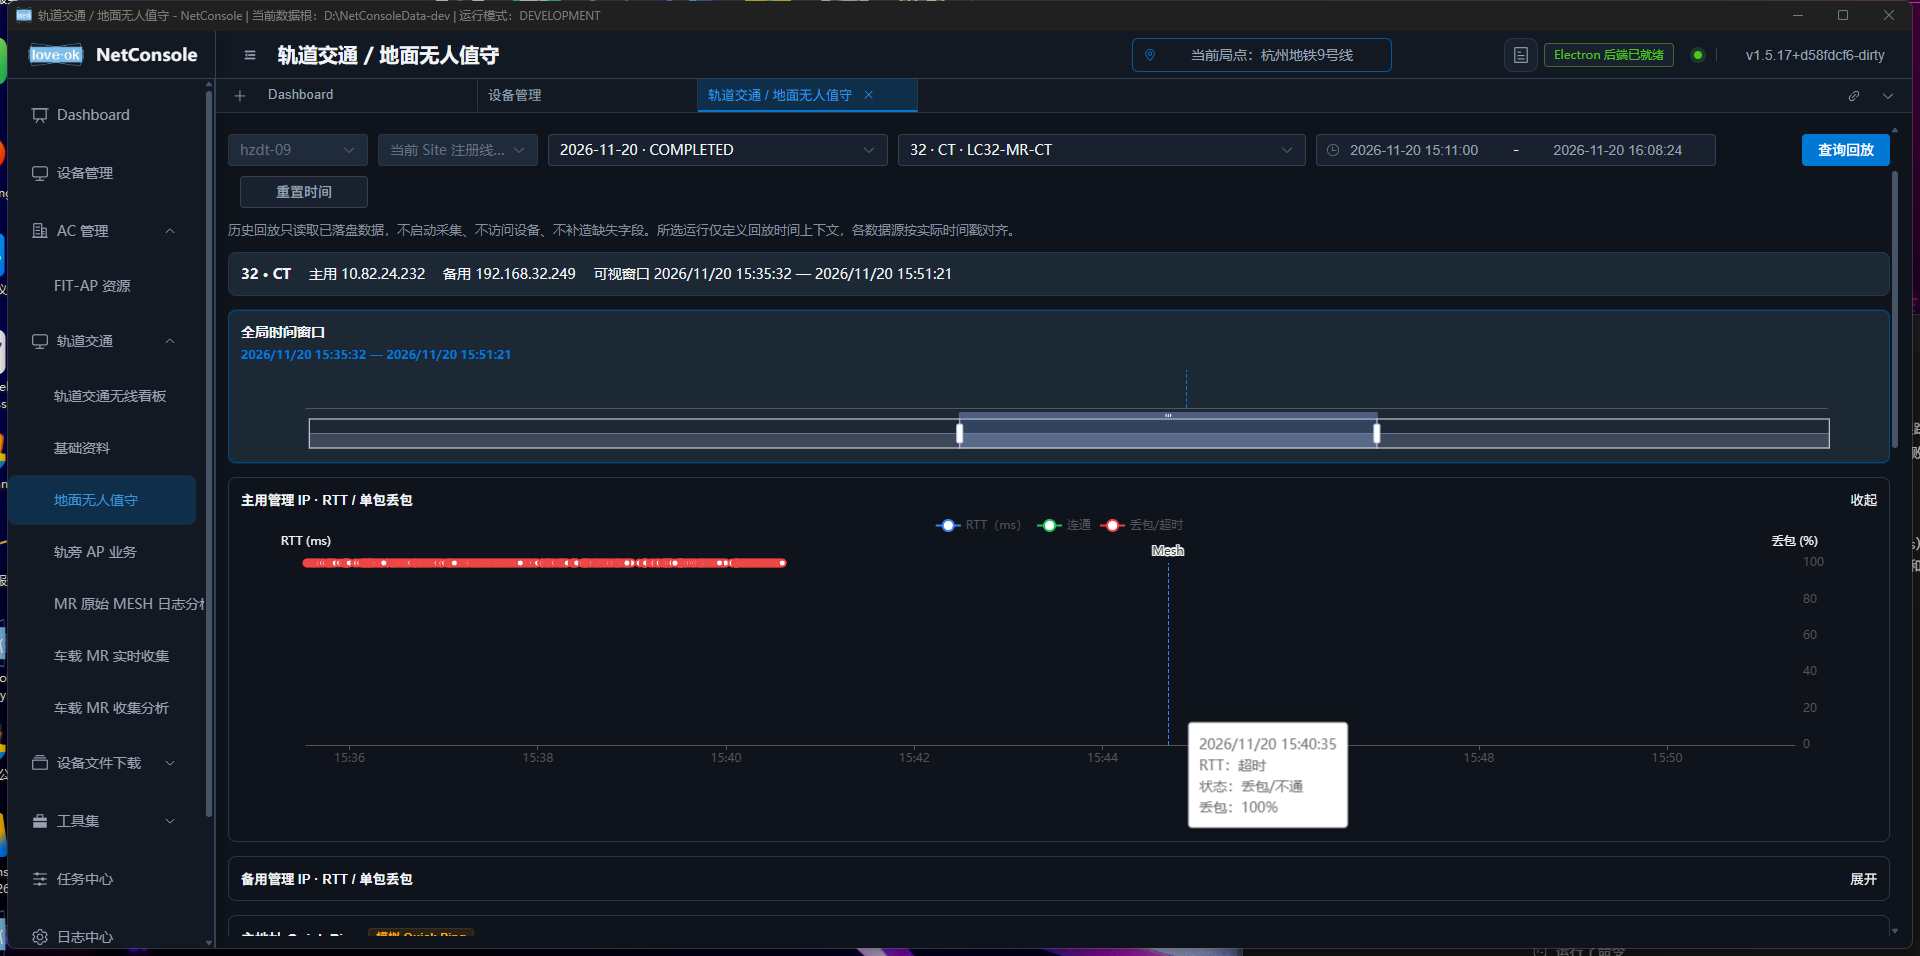 轨道交通 / 地面无人值守 - NetConsole | 当前数据根: D:\NetConsoleData-dev | 运行模式: DEVELOPMENT
love-ok NetConsole
轨道交通 / 地面无人值守
当前局点：杭州地铁9号线
Electron 后端已就绪
v1.5.17+d58fdcf6-dirty
Dashboard
设备管理
轨道交通 / 地面无人值守
Dashboard
设备管理
AC 管理
FIT-AP 资源
轨道交通
轨道交通无线看板
基础资料
地面无人值守
轨旁 AP 业务
MR 原始 MESH 日志分析
车载 MR 实时收集
车载 MR 收集分析
设备文件下载
工具集
任务中心
日志中心
hzdt-09
当前 Site 注册线...
2026-11-20 · COMPLETED
32 · CT · LC32-MR-CT
2026-11-20 15:11:00 - 2026-11-20 16:08:24
查询回放
重置时间
历史回放只读取已落盘数据，不启动采集、不访问设备、不补造缺失字段。所选运行仅定义回放时间上下文，各数据源按实际时间戳对齐。
32 • CT 主用 10.82.24.232 备用 192.168.32.249 可视窗口 2026/11/20 15:35:32 — 2026/11/20 15:51:21
全局时间窗口
2026/11/20 15:35:32 — 2026/11/20 15:51:21
主用管理 IP · RTT / 单包丢包
收起
RTT（ms） 连通 丢包/超时
RTT (ms)
Mesh
丢包 (%)
100
80
60
40
20
0
15:36 15:38 15:40 15:42 15:44 15:48 15:50
2026/11/20 15:40:35
RTT：超时
状态：丢包/不通
丢包：100%
备用管理 IP · RTT / 单包丢包
展开